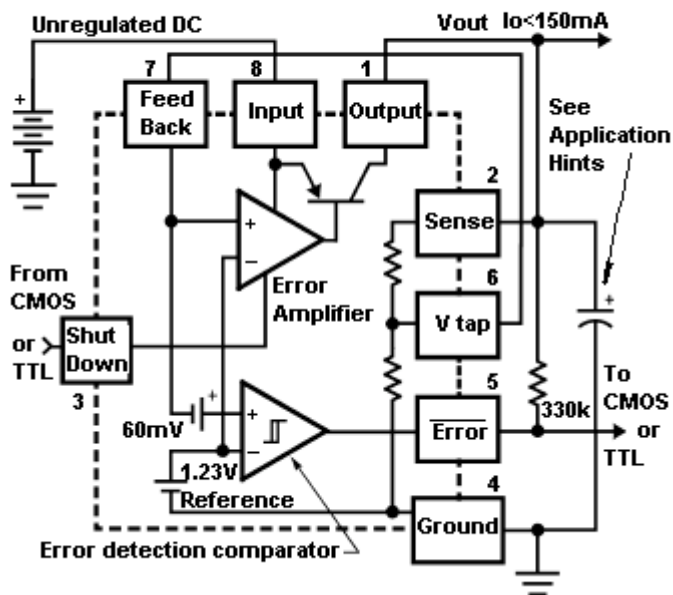 Unregulated DC
Vout Io<150mA
7
8
1
Feed
Back
Input
Output
See
Application
Hints
2
Sense
+
+
−
Error
Amplifier
6
V tap
+
From
CMOS
or
TTL
Shut
Down
3
5
Error
330k
To
CMOS
or
TTL
60mV
+
+
−
1.23V
Reference
4
Ground
Error detection comparator